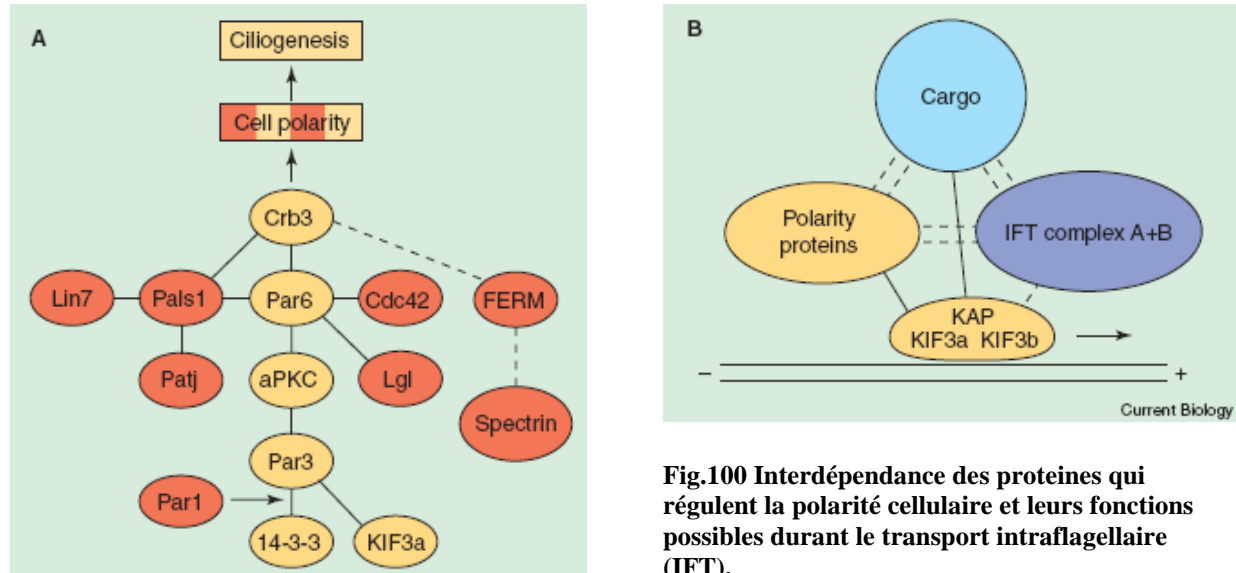 A
Ciliogenesis
Cell polarity
Crb3
Lin7
Pals1
Par6
Cdc42
FERM
Patj
aPKC
Lgl
Spectrin
Par3
Par1
14-3-3
KIF3a
B
Cargo
Polarity
proteins
IFT complex A+B
KAP
KIF3a KIF3b
– +
Current Biology
Fig.100 Interdépendance des proteines qui
régulent la polarité cellulaire et leurs fonctions
possibles durant le transport intraflagellaire
(IFT).